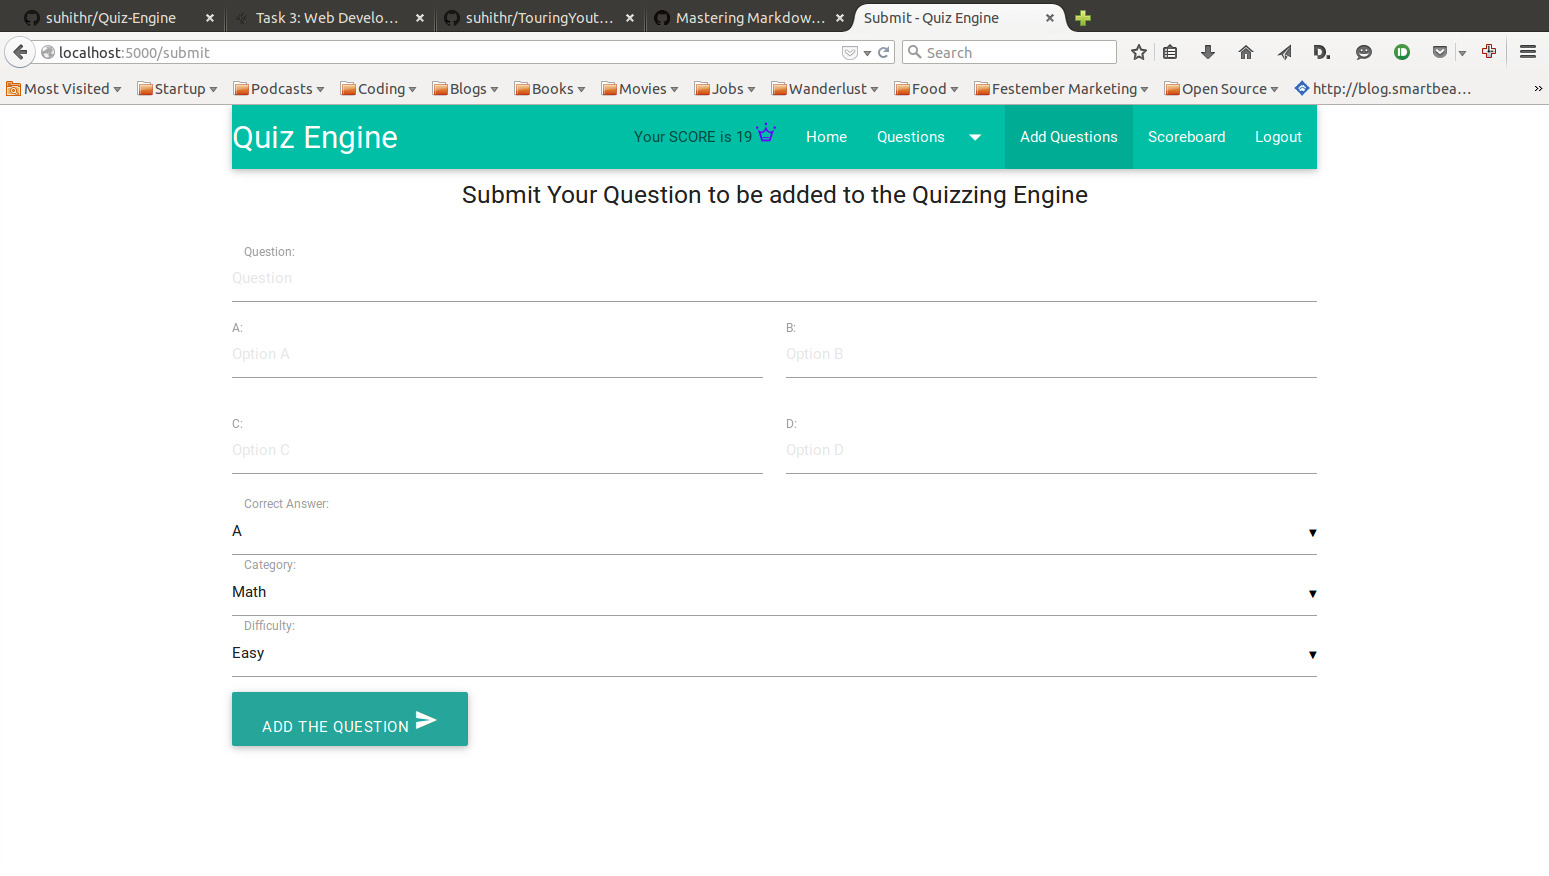 suhithr/Quiz-Engine
Task 3: Web Develo...
suhithr/TouringYout...
Mastering Markdow...
Submit - Quiz Engine
localhost:5000/submit
Search
D.
Most Visited
Startup
Podcasts
Coding
Blogs
Books
Movies
Jobs
Wanderlust
Food
Festember Marketing
Open Source
http://blog.smartbea...
»
Quiz Engine
Your SCORE is 19
Home
Questions
Add Questions
Scoreboard
Logout
Submit Your Question to be added to the Quizzing Engine
Question:
Question
A:
B:
Option A
Option B
C:
D:
Option C
Option D
Correct Answer:
A
Category:
Math
Difficulty:
Easy
ADD THE QUESTION